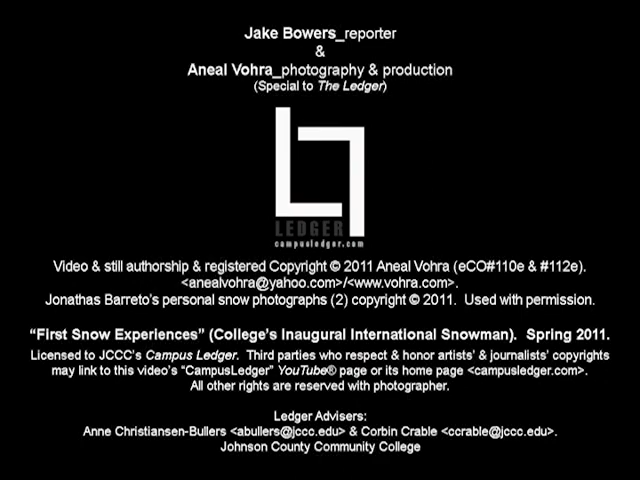 Jake Bowers_reporter
&
Aneal Vohra_photography & production
(Special to The Ledger)
LEDGER
campusledger.com
Video & still authorship & registered Copyright © 2011 Aneal Vohra (eCO#110e & #112e).
<anealvohra@yahoo.com>/<www.vohra.com>.
Jonathas Barreto's personal snow photographs (2) copyright © 2011. Used with permission.
“First Snow Experiences” (College's Inaugural International Snowman). Spring 2011.
Licensed to JCCC's Campus Ledger. Third parties who respect & honor artists' & journalists' copyrights
may link to this video's “CampusLedger” YouTube® page or its home page <campusledger.com>.
All other rights are reserved with photographer.
Ledger Advisers:
Anne Christiansen-Bullers <abullers@jccc.edu> & Corbin Crable <ccrable@jccc.edu>.
Johnson County Community College